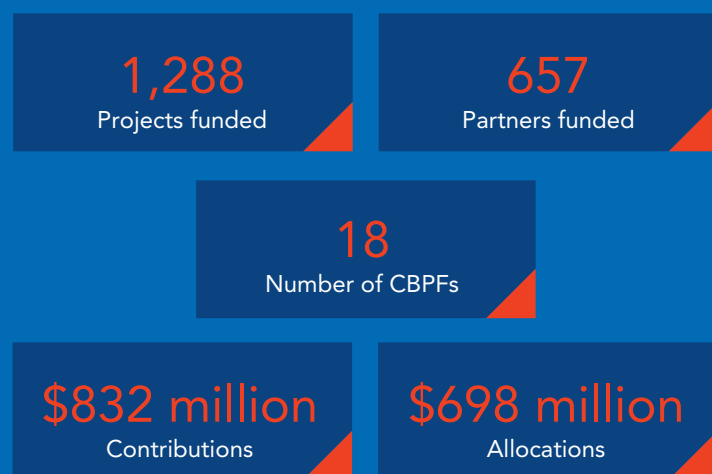 1,288
Projects funded
657
Partners funded
18
Number of CBPFs
$832 million
Contributions
$698 million
Allocations